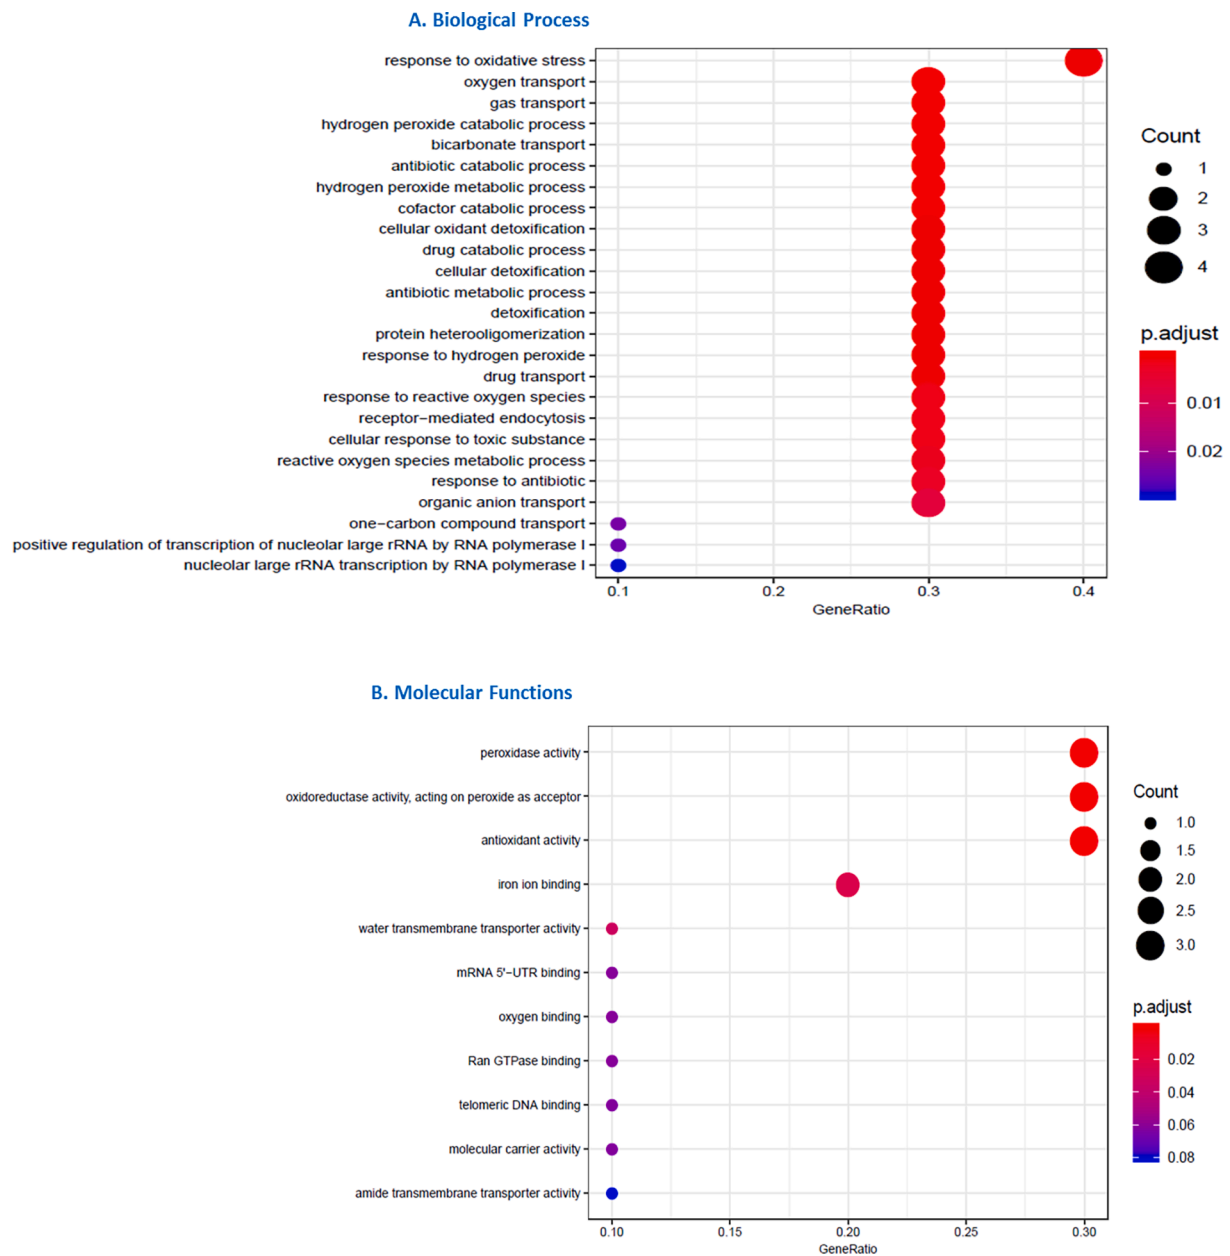 A. Biological Process
response to oxidative stress
oxygen transport
gas transport
hydrogen peroxide catabolic process
bicarbonate transport
antibiotic catabolic process
hydrogen peroxide metabolic process
cofactor catabolic process
cellular oxidant detoxification
drug catabolic process
cellular detoxification
antibiotic metabolic process
detoxification
protein heterooligomerization
response to hydrogen peroxide
drug transport
response to reactive oxygen species
receptor−mediated endocytosis
cellular response to toxic substance
reactive oxygen species metabolic process
response to antibiotic
organic anion transport
one−carbon compound transport
positive regulation of transcription of nucleolar large rRNA by RNA polymerase I
nucleolar large rRNA transcription by RNA polymerase I
0.1 0.2 0.3 0.4
GeneRatio
Count
1
2
3
4
p.adjust
0.01
0.02
B. Molecular Functions
peroxidase activity
oxidoreductase activity, acting on peroxide as acceptor
antioxidant activity
iron ion binding
water transmembrane transporter activity
mRNA 5'−UTR binding
oxygen binding
Ran GTPase binding
telomeric DNA binding
molecular carrier activity
amide transmembrane transporter activity
0.10 0.15 0.20 0.25 0.30
GeneRatio
Count
1.0
1.5
2.0
2.5
3.0
p.adjust
0.02
0.04
0.06
0.08